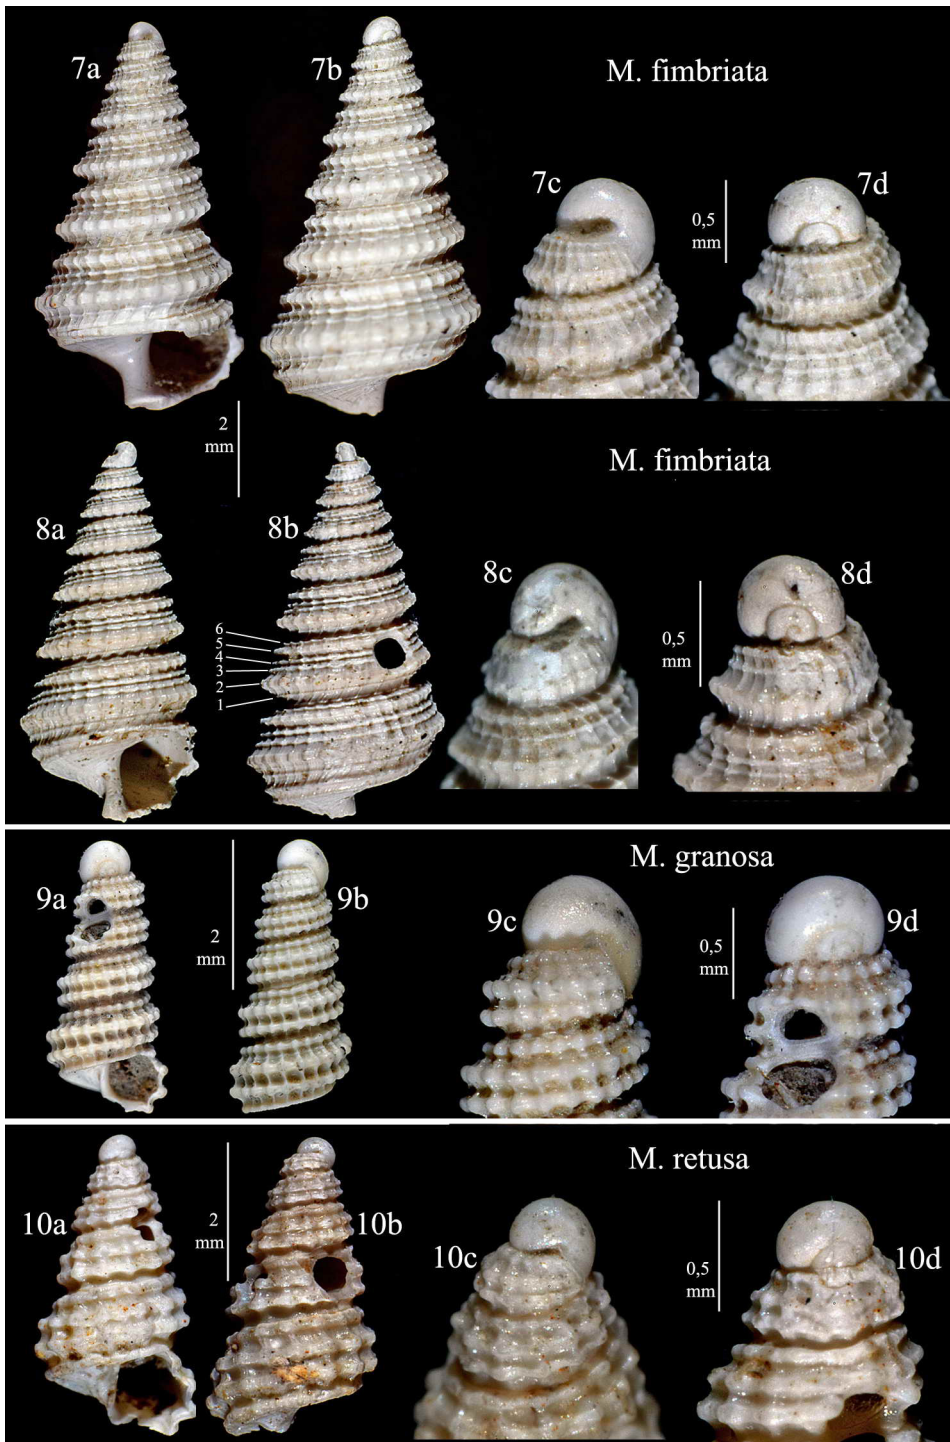 7a
7b
M. fimbriata
7c
7d
0,5
mm
2
mm
M. fimbriata
8a
8b
8c
8d
6
5
4
3
2
1
0,5
mm
M. granosa
9a
9b
2
mm
9c
9d
0,5
mm
M. retusa
10a
10b
2
mm
10c
10d
0,5
mm